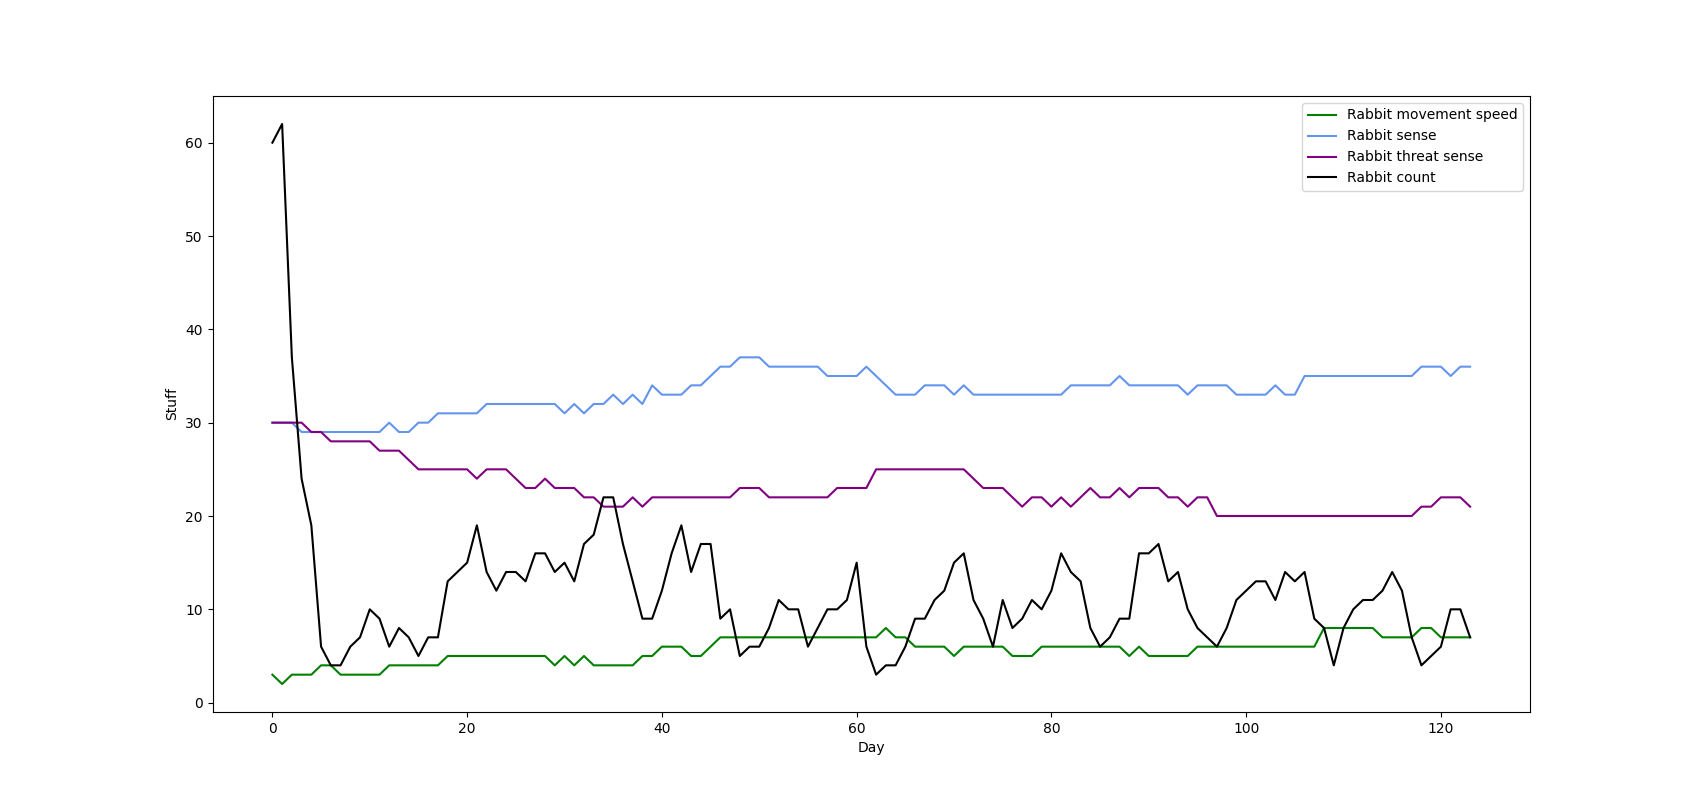 Rabbit movement speed
Rabbit sense
Rabbit threat sense
Rabbit count
60
50
40
30
20
10
0
Stuff
0 20 40 60 80 100 120
Day